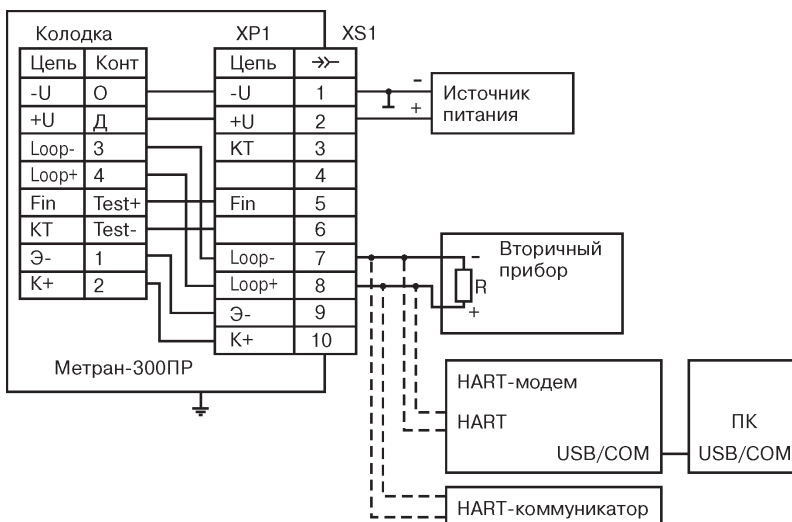 Колодка XP1 XS1
Цепь Конт Цепь
-U О -U 1 - Источник питания
+U Д +U 2 +
Loop- 3 КТ 3
Loop+ 4 4
Fin Test+ Fin 5
КТ Test- 6
Э- 1 Loop- 7 - Вторичный прибор
К+ 2 Loop+ 8 R
Э- 9 +
К+ 10
Метран-300ПР
HART-модем
HART ПК
USB/COM USB/COM
HART-коммуникатор